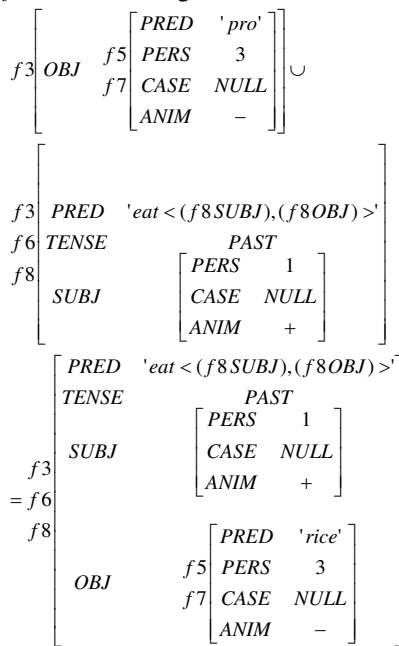 f3[OBJ f5 f7[PRED 'pro'
PERS 3
CASE NULL
ANIM −]] ∪
f3 f6 f8[PRED 'eat < (f8 SUBJ), (f8 OBJ) >'
TENSE PAST
SUBJ [PERS 1
CASE NULL
ANIM +]]
f3 = f6 f8[PRED 'eat < (f8 SUBJ), (f8 OBJ) >'
TENSE PAST
SUBJ [PERS 1
CASE NULL
ANIM +]
OBJ f5 f7[PRED 'rice'
PERS 3
CASE NULL
ANIM −]]